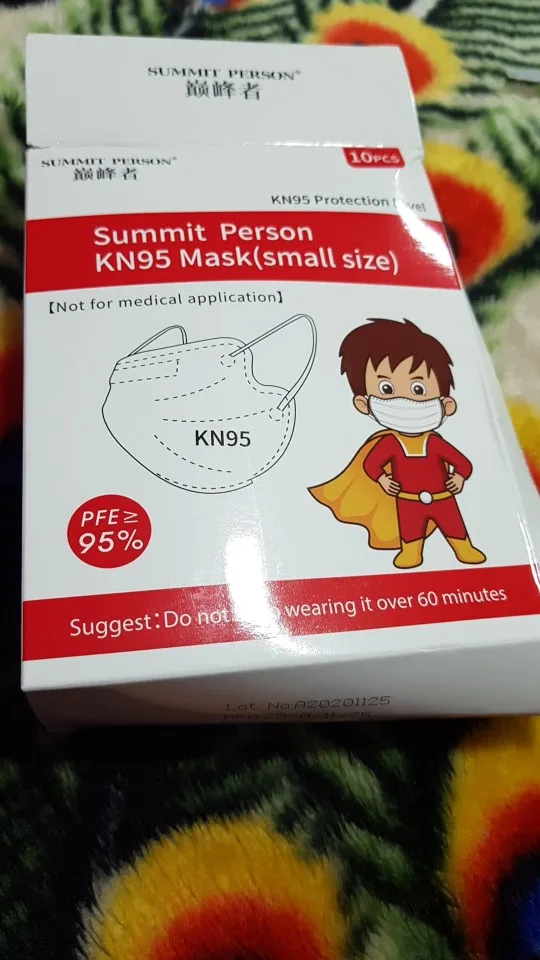 SUMMIT PERSON®
巅峰者
SUMMIT PERSON®
巅峰者
10PCS
KN95 Protection
Summit Person
KN95 Mask(small size)
【Not for medical application】
KN95
PFE≥
95%
Suggest:Do not wearing it over 60 minutes
Lot No:A20201125